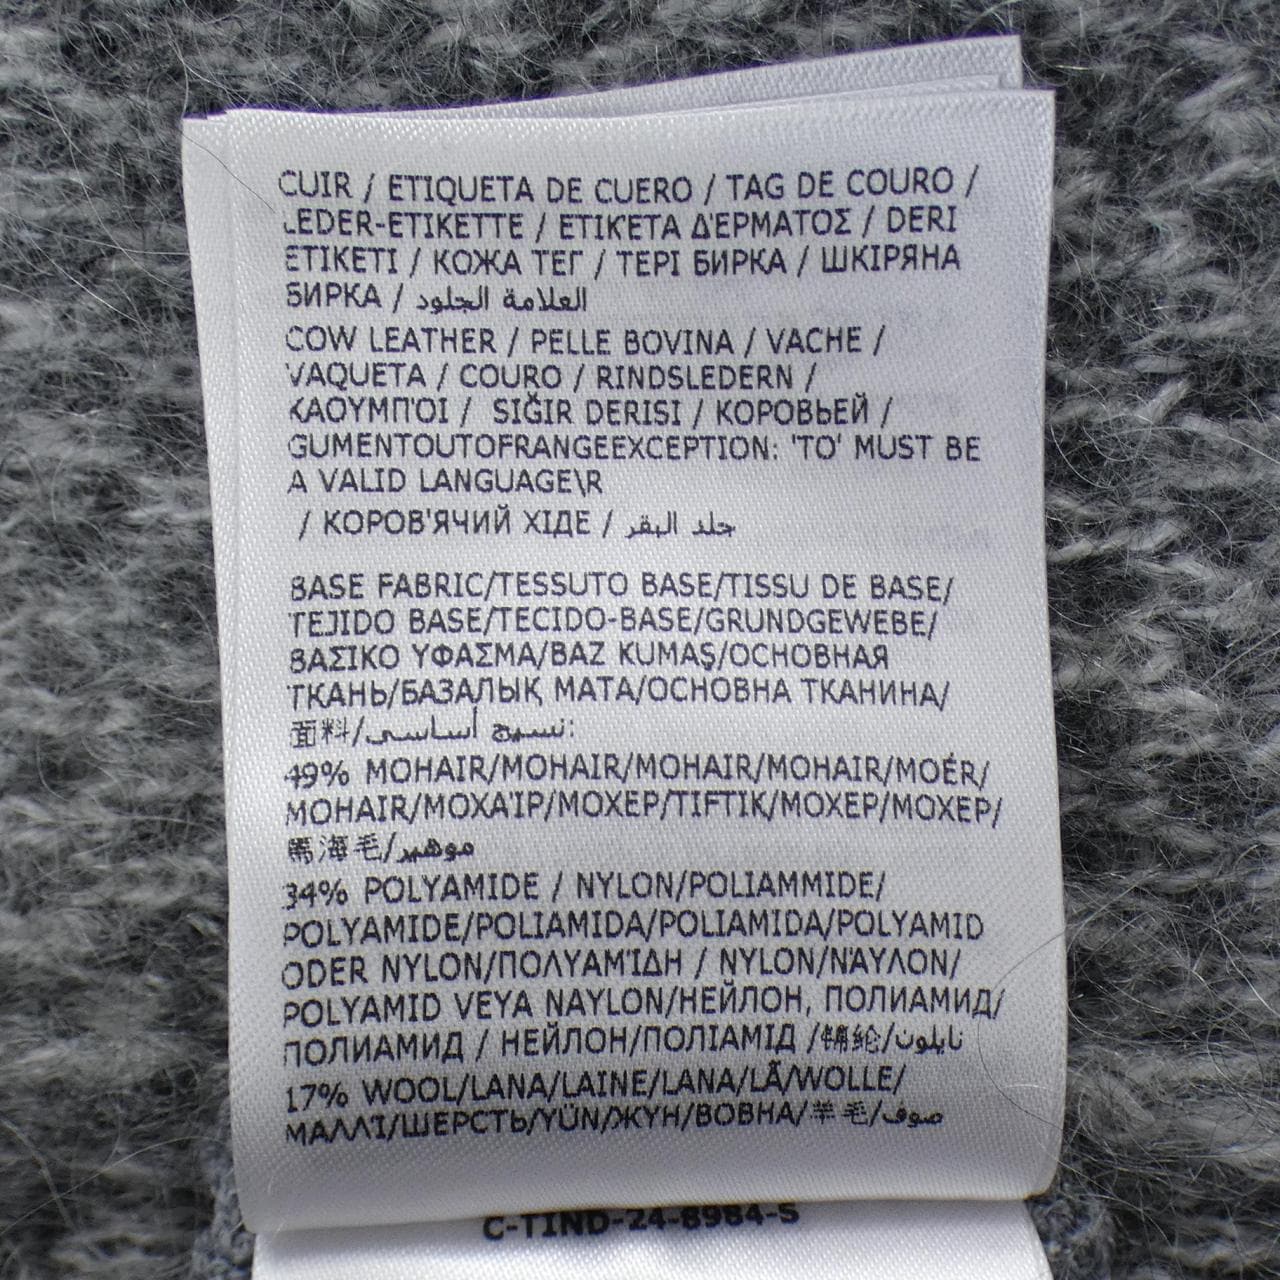 CUIR / ETIQUETA DE CUERO / TAG DE COURO /
LEDER-ETIKETTE / ΕΤΙΚΈΤΑ ΔΈΡΜΑΤΟΣ / DERI
ETIKETI / КОЖА ТЕГ / ТЕРІ БИРКА / ШКІРЯНА
БИРКА / العلامة الجلود
COW LEATHER / PELLE BOVINA / VACHE /
VAQUETA / COURO / RINDSLEDERN /
ΚΑΟΥΜΠΌΙ / SIĞIR DERISI / КОРОВЬЕЙ /
GUMENTOUTOFRANGEEXCEPTION: 'TO' MUST BE
A VALID LANGUAGE\R
/ КОРОВ'ЯЧИЙ ХІДЕ / جلد البقر
BASE FABRIC/TESSUTO BASE/TISSU DE BASE/
TEJIDO BASE/TECIDO-BASE/GRUNDGEWEBE/
ΒΑΣΙΚΟ ΥΦΑΣΜΑ/BAZ KUMAŞ/ОСНОВНАЯ
ТКАНЬ/БАЗАЛЫҚ МАТА/ОСНОВНА ТКАНИНА/
面料/نسيج أساسي:
49% MOHAIR/MOHAIR/MOHAIR/MOHAIR/MOÉR/
MOHAIR/ΜΟΧΑΊΡ/МОХЕР/TIFTIK/МОХЕР/МОХЕР/
馬海毛/موهير
34% POLYAMIDE / NYLON/POLIAMMIDE/
POLYAMIDE/POLIAMIDA/POLIAMIDA/POLYAMID
ODER NYLON/ΠΟΛΥΑΜΊΔΗ / NYLON/ΝΆΥΛΟΝ/
POLYAMID VEYA NAYLON/НЕЙЛОН, ПОЛИАМИД/
ПОЛИАМИД / НЕЙЛОН/ПОЛІАМІД /锦纶/نايلون
17% WOOL/LANA/LAINE/LANA/LÃ/WOLLE/
ΜΑΛΛΊ/ШЕРСТЬ/YÜN/ЖҮН/ВОВНА/羊毛/صوف
C-TIND-24-8984-S